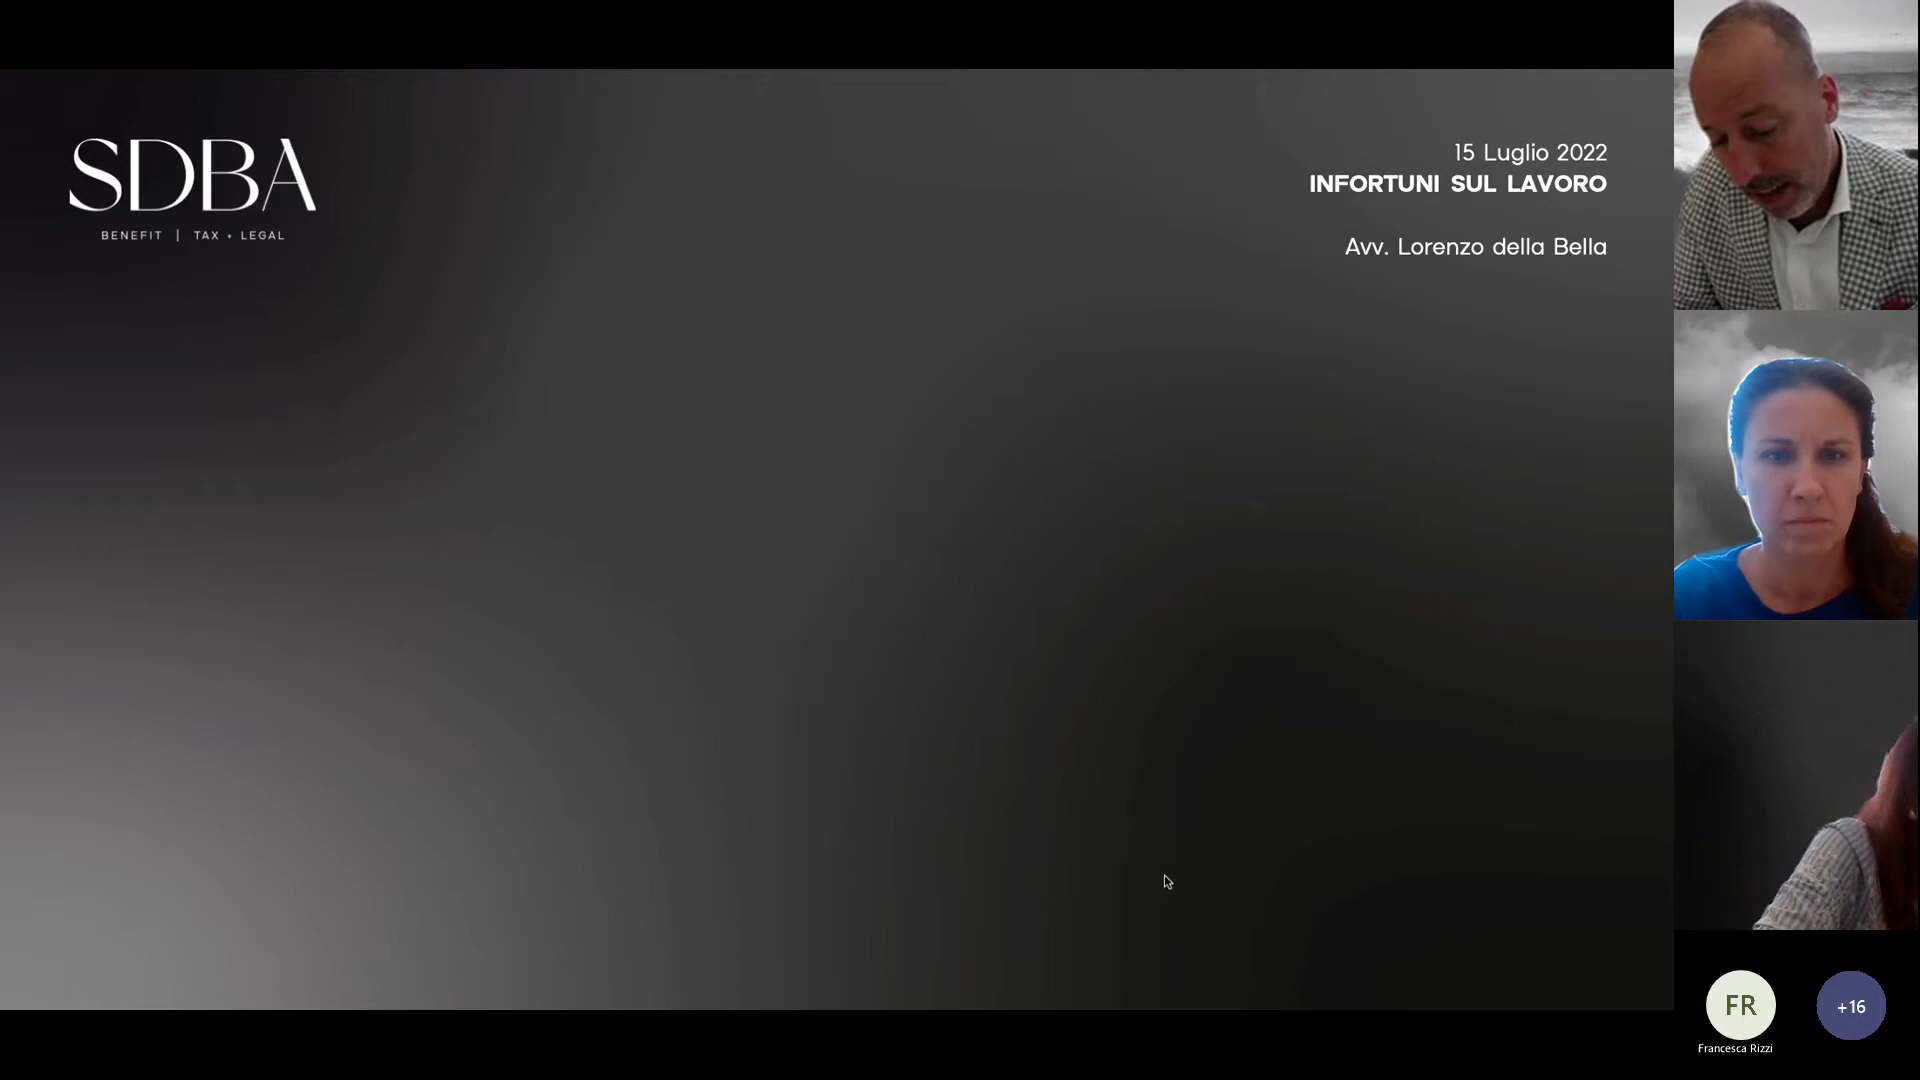 SDBA
BENEFIT | TAX + LEGAL
15 Luglio 2022
INFORTUNI SUL LAVORO
Avv. Lorenzo della Bella
FR
+16
Francesca Rizzi